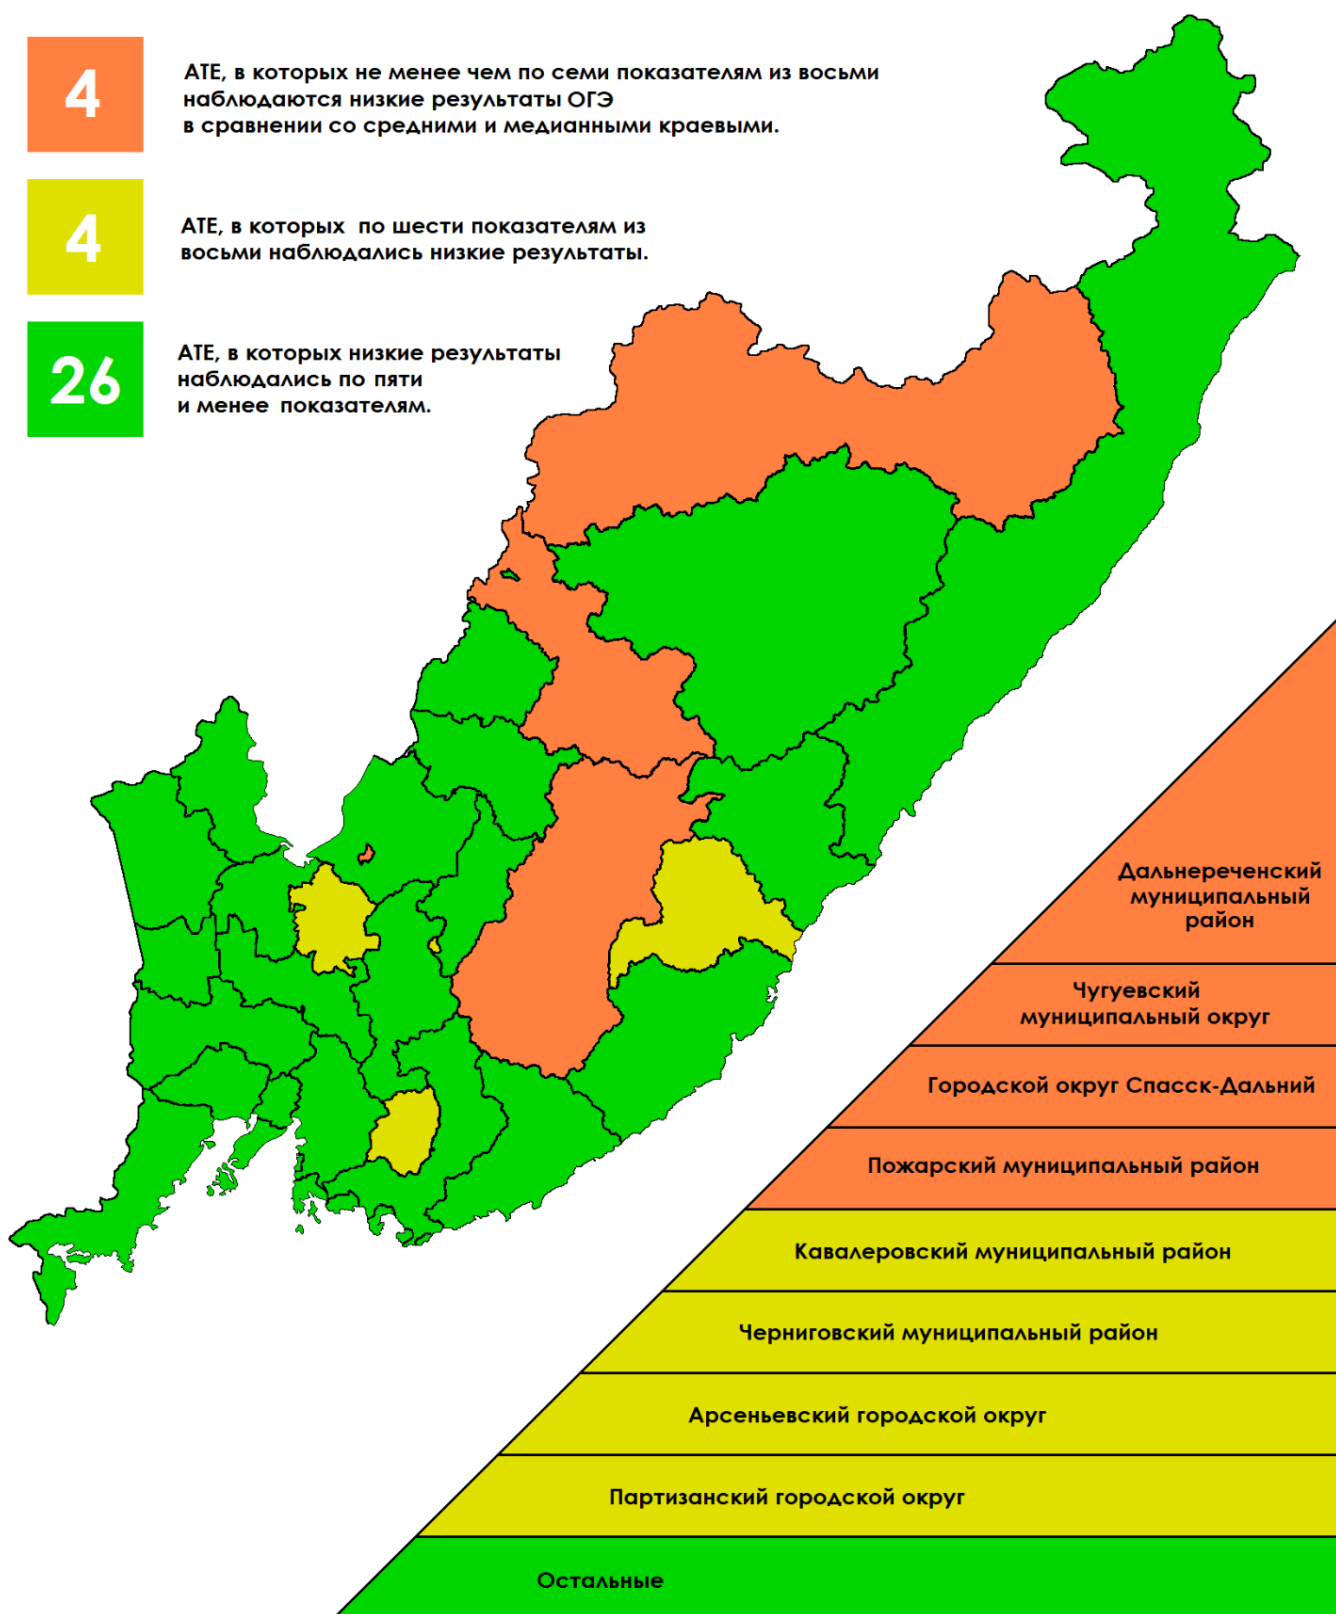 4
АТЕ, в которых не менее чем по семи показателям из восьми
наблюдаются низкие результаты ОГЭ
в сравнении со средними и медианными краевыми.
4
АТЕ, в которых по шести показателям из
восьми наблюдались низкие результаты.
26
АТЕ, в которых низкие результаты
наблюдались по пяти
и менее показателям.
Дальнереченский
муниципальный
район
Чугуевский
муниципальный округ
Городской округ Спасск-Дальний
Пожарский муниципальный район
Кавалеровский муниципальный район
Черниговский муниципальный район
Арсеньевский городской округ
Партизанский городской округ
Остальные